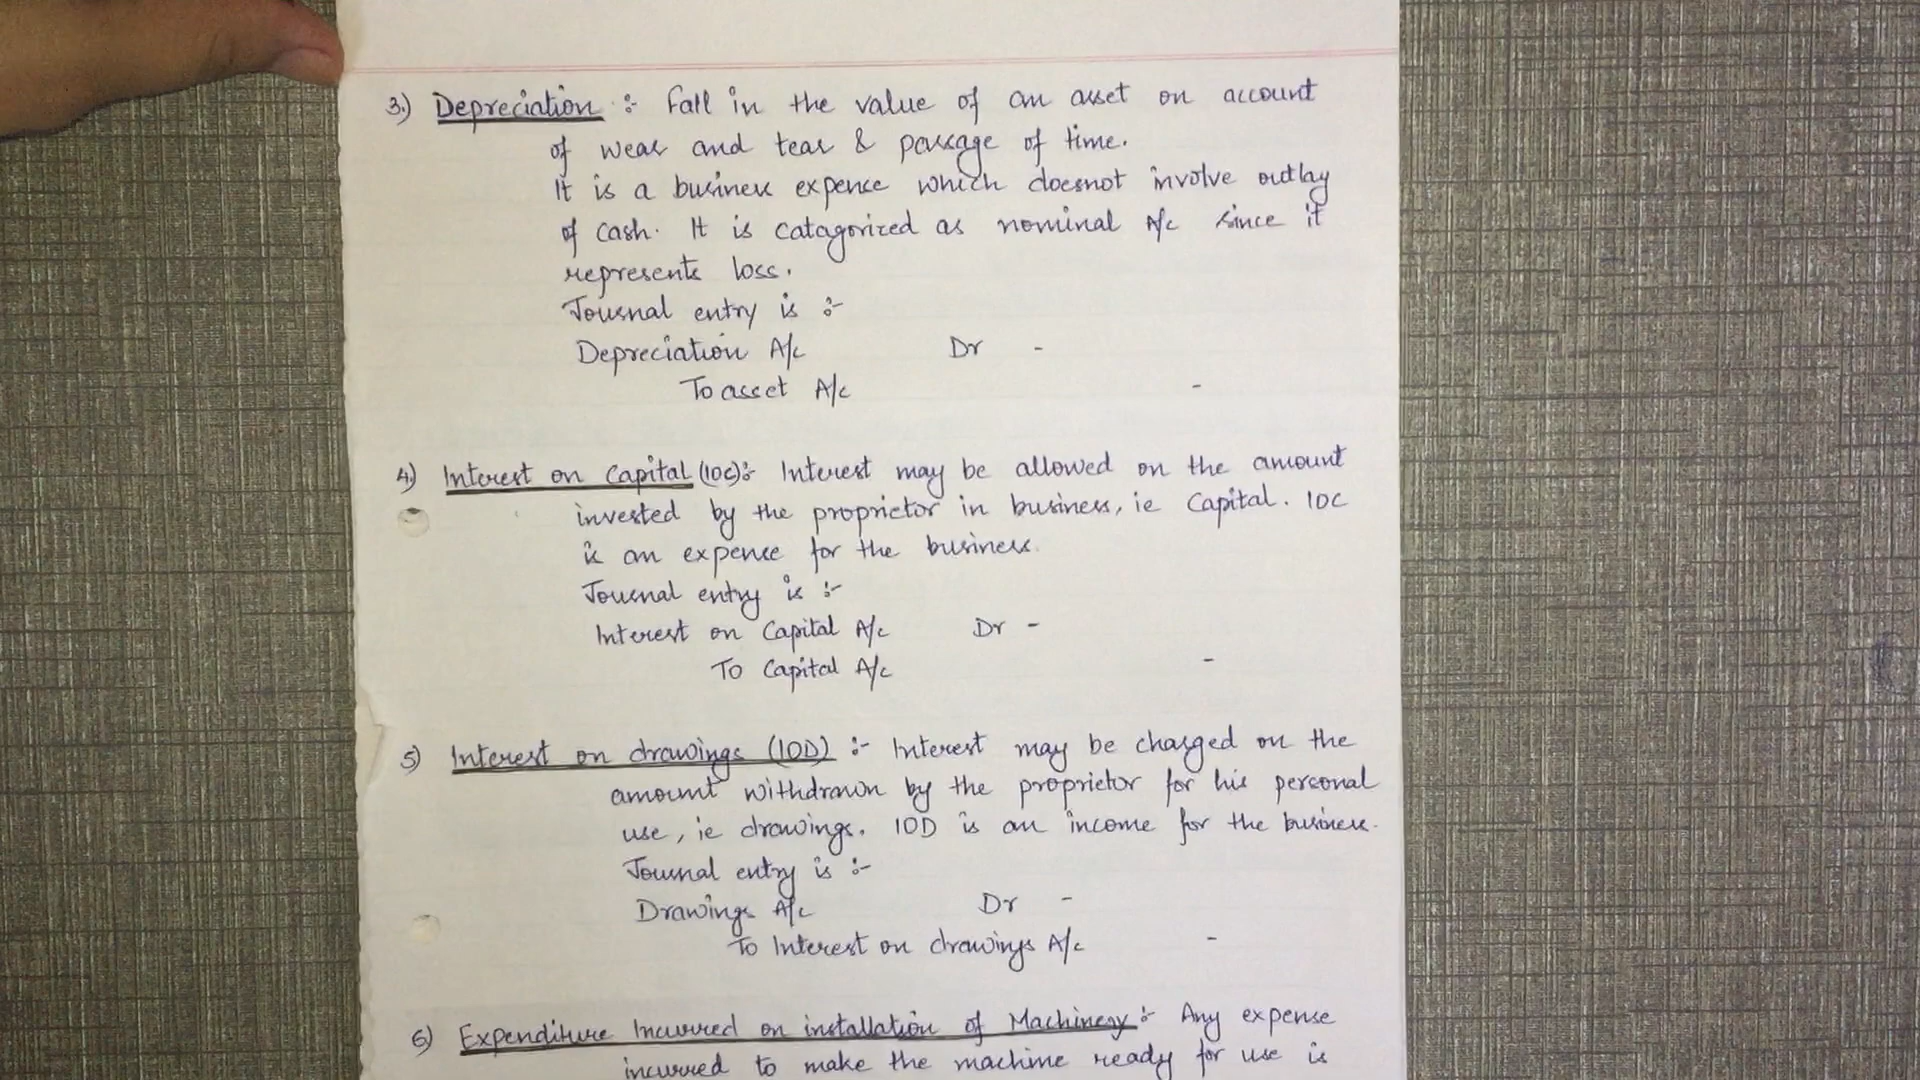 3.) Depreciation :- Fall in the value of an asset on account
of wear and tear & passage of time.
It is a business expence which doesnot involve outlay
of cash. It is catagorized as nominal A/c since it
represents loss.
Journal entry is :-
Depreciation A/c Dr -
To asset A/c -
4) Interest on Capital (IOC):- Interest may be allowed on the amount
invested by the proprietor in business, ie Capital. IOC
is an expense for the business.
Journal entry is :-
Interest on Capital A/c Dr -
To Capital A/c -
5) Interest on drawings (IOD) :- Interest may be charged on the
amount withdrawn by the proprietor for his personal
use, ie drawings. IOD is an income for the business.
Journal entry is :-
Drawings A/c Dr -
To Interest on drawings A/c -
6) Expenditure Incurred on installation of Machinery :- Any expense
incurred to make the machine ready for use is